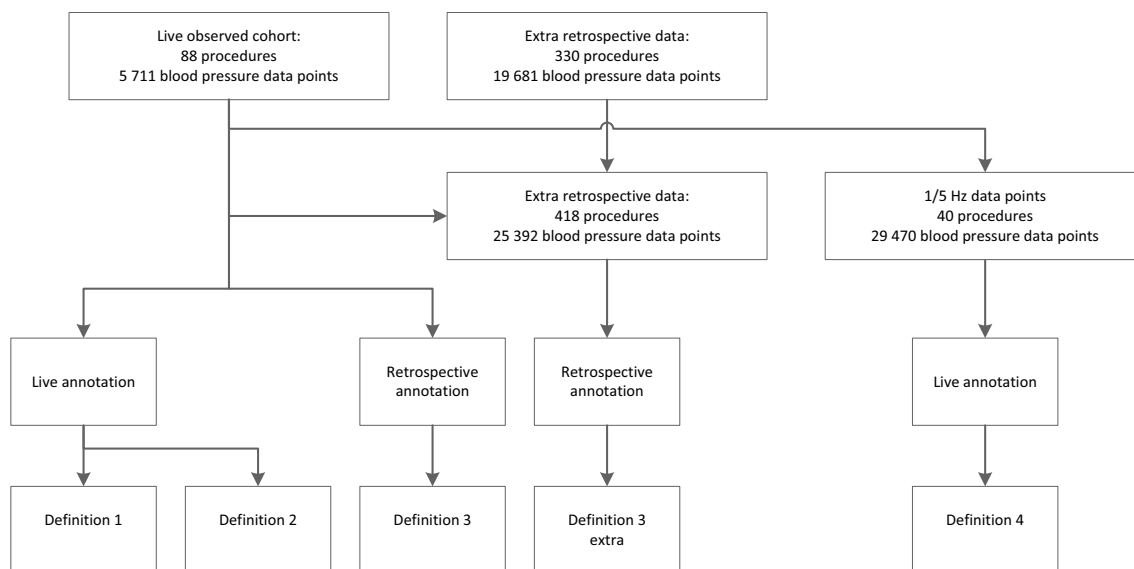 Live observed cohort:
88 procedures
5 711 blood pressure data points
Extra retrospective data:
330 procedures
19 681 blood pressure data points
Extra retrospective data:
418 procedures
25 392 blood pressure data points
1/5 Hz data points
40 procedures
29 470 blood pressure data points
Live annotation
Retrospective
annotation
Retrospective
annotation
Live annotation
Definition 1
Definition 2
Definition 3
Definition 3
extra
Definition 4